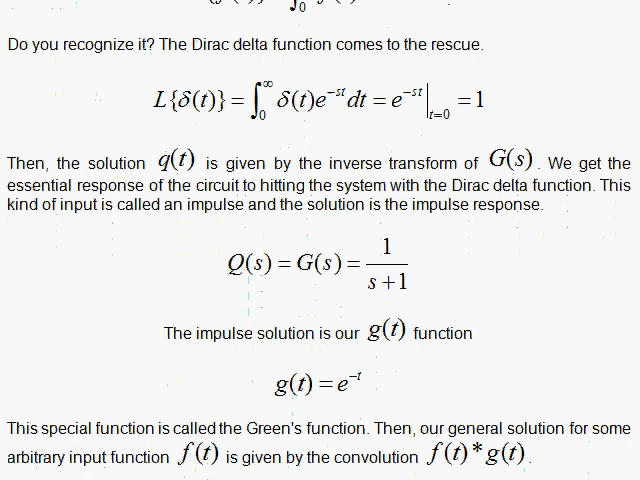 Do you recognize it? The Dirac delta function comes to the rescue.
L{δ(t)} = ∫₀^∞ δ(t)e^{−st} dt = e^{−st}|_{t=0} = 1
Then, the solution q(t) is given by the inverse transform of G(s). We get the
essential response of the circuit to hitting the system with the Dirac delta function. This
kind of input is called an impulse and the solution is the impulse response.
Q(s) = G(s) = 1/(s+1)
The impulse solution is our g(t) function
g(t) = e^{−t}
This special function is called the Green's function. Then, our general solution for some
arbitrary input function f(t) is given by the convolution f(t)*g(t).